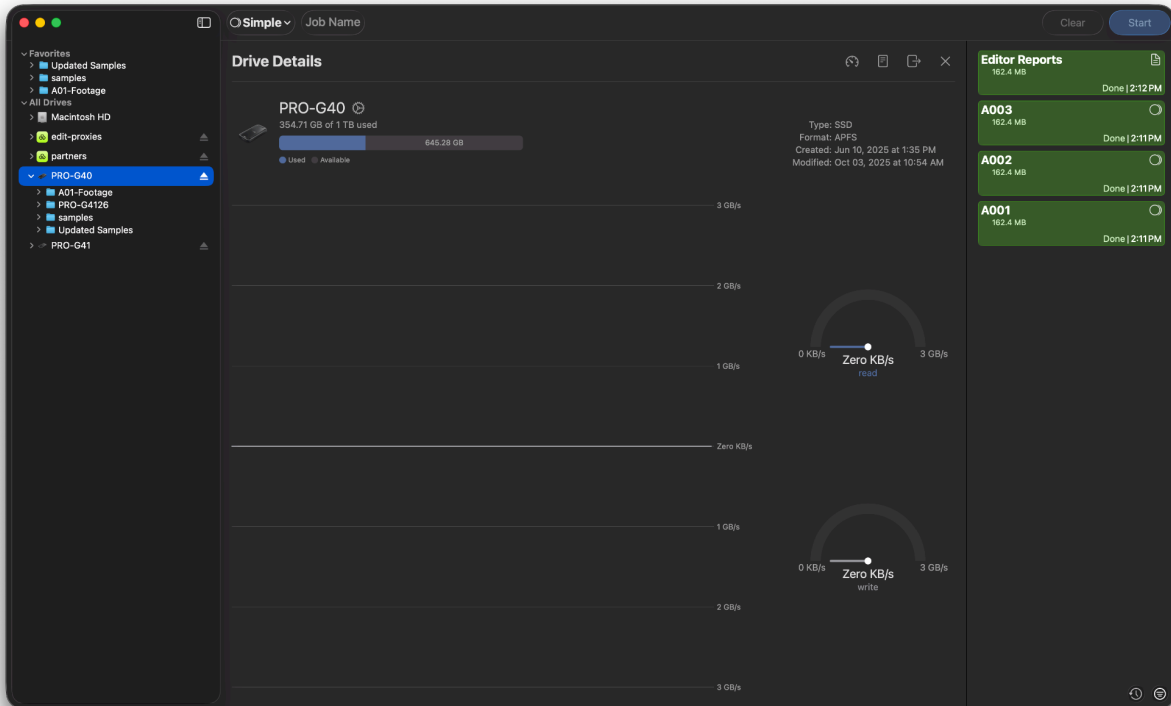 Simple
Job Name
Clear
Start
Favorites
Updated Samples
samples
A01-Footage
All Drives
Macintosh HD
edit-proxies
partners
PRO-G40
A01-Footage
PRO-G4126
samples
Updated Samples
PRO-G41
Drive Details
PRO-G40
354.71 GB of 1 TB used
645.28 GB
Used Available
Type: SSD
Format: APFS
Created: Jun 10, 2025 at 1:35 PM
Modified: Oct 03, 2025 at 10:54 AM
3 GB/s
2 GB/s
1 GB/s
Zero KB/s
1 GB/s
2 GB/s
3 GB/s
0 KB/s
Zero KB/s
3 GB/s
read
0 KB/s
Zero KB/s
3 GB/s
write
Editor Reports
162.4 MB
Done | 2:12 PM
A003
162.4 MB
Done | 2:11 PM
A002
162.4 MB
Done | 2:11 PM
A001
162.4 MB
Done | 2:11 PM